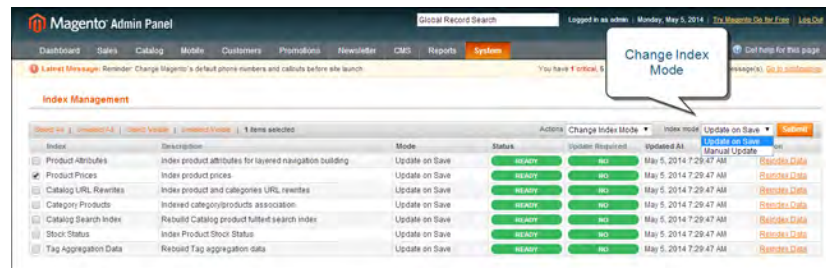 Magento® Admin Panel
Global Record Search
Logged in as admin | Monday, May 5, 2014 | Try Magento Go for Free | Log Out
Dashboard Sales Catalog Mobile Customers Promotions Newsletter CMS Reports System
Get help for this page
Latest Message: Reminder: Change Magento's default phone numbers and callouts before site launch.
You have 1 critical, 5
message(s). Go to notifications
Change Index
Mode
Index Management
Select All | Unselect All | Select Visible | Unselect Visible | 1 items selected
Actions Change Index Mode Index mode Update on Save Submit
Update on Save
Manual Update
Index Description Mode Status Update Required Updated At
Product Attributes Index product attributes for layered navigation building Update on Save READY NO May 5, 2014 7:29:47 AM Reindex Data
Product Prices Index product prices Update on Save READY NO May 5, 2014 7:29:47 AM Reindex Data
Catalog URL Rewrites Index product and categories URL rewrites Update on Save READY NO May 5, 2014 7:29:47 AM Reindex Data
Category Products Indexed category/products association Update on Save READY NO May 5, 2014 7:29:47 AM Reindex Data
Catalog Search Index Rebuild Catalog product fulltext search index Update on Save READY NO May 5, 2014 7:29:47 AM Reindex Data
Stock Status Index Product Stock Status Update on Save READY NO May 5, 2014 7:29:47 AM Reindex Data
Tag Aggregation Data Rebuild Tag aggregation data Update on Save READY NO May 5, 2014 7:29:47 AM Reindex Data